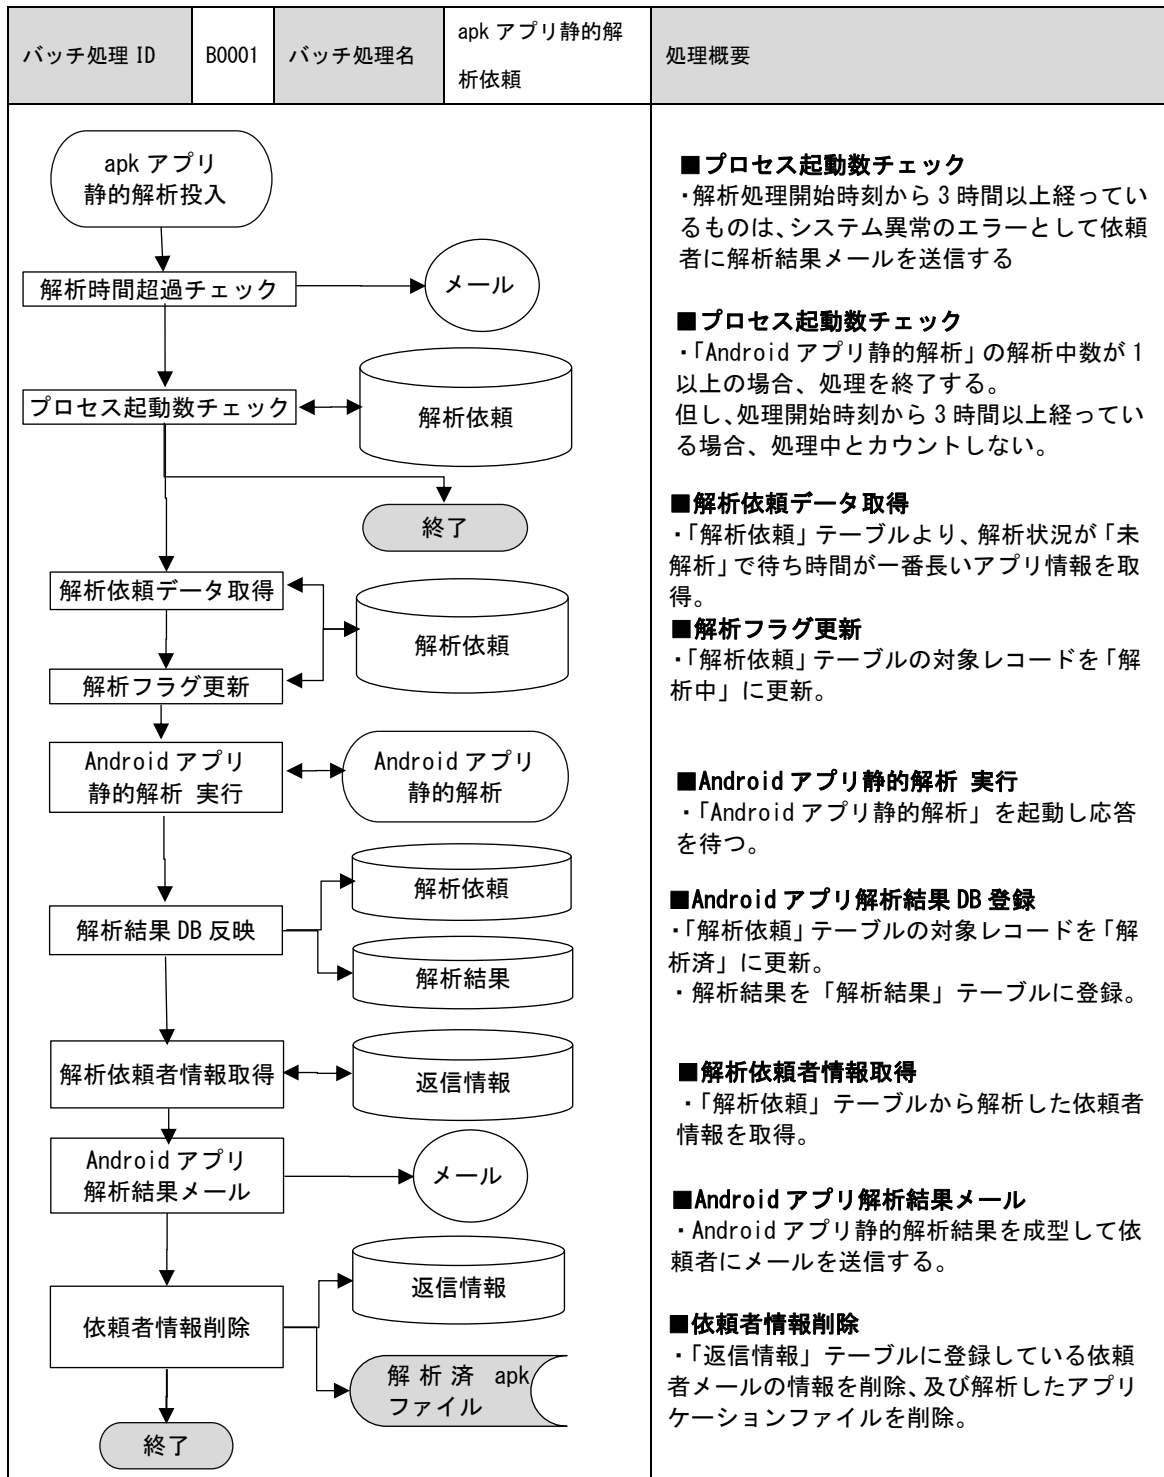 バッチ処理 ID
B0001
バッチ処理名
apk アプリ静的解
析依頼
処理概要
apk アプリ
静的解析投入
解析時間超過チェック
メール
プロセス起動数チェック
解析依頼
終了
解析依頼データ取得
解析依頼
解析フラグ更新
Android アプリ
静的解析 実行
Android アプリ
静的解析
解析依頼
解析結果 DB 反映
解析結果
解析依頼者情報取得
返信情報
Android アプリ
解析結果メール
メール
返信情報
依頼者情報削除
解 析 済 apk
ファイル
終了
■プロセス起動数チェック
・解析処理開始時刻から 3 時間以上経ってい
るものは、システム異常のエラーとして依頼
者に解析結果メールを送信する
■プロセス起動数チェック
・「Android アプリ静的解析」の解析中数が 1
以上の場合、処理を終了する。
但し、処理開始時刻から 3 時間以上経ってい
る場合、処理中とカウントしない。
■解析依頼データ取得
・「解析依頼」テーブルより、解析状況が「未
解析」で待ち時間が一番長いアプリ情報を取
得。
■解析フラグ更新
・「解析依頼」テーブルの対象レコードを「解
析中」に更新。
■Android アプリ静的解析 実行
・「Android アプリ静的解析」を起動し応答
を待つ。
■Android アプリ解析結果 DB 登録
・「解析依頼」テーブルの対象レコードを「解
析済」に更新。
・解析結果を「解析結果」テーブルに登録。
■解析依頼者情報取得
・「解析依頼」テーブルから解析した依頼者
情報を取得。
■Android アプリ解析結果メール
・Android アプリ静的解析結果を成型して依
頼者にメールを送信する。
■依頼者情報削除
・「返信情報」テーブルに登録している依頼
者メールの情報を削除、及び解析したアプリ
ケーションファイルを削除。